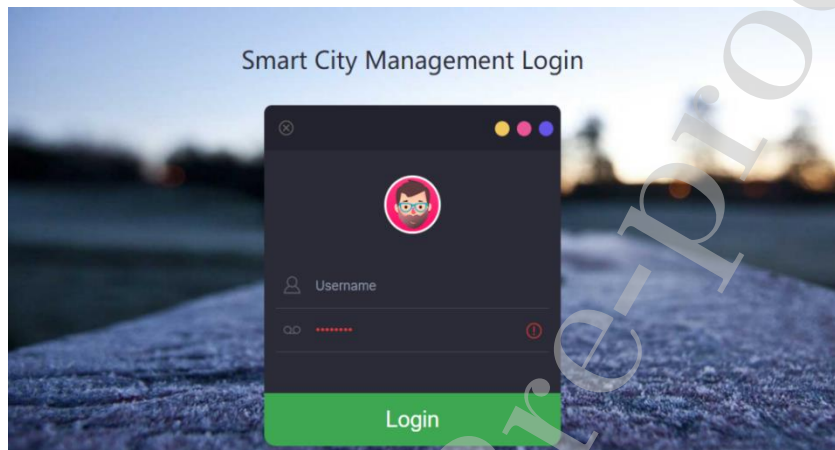 Smart City Management Login
Username
••••••••
Login